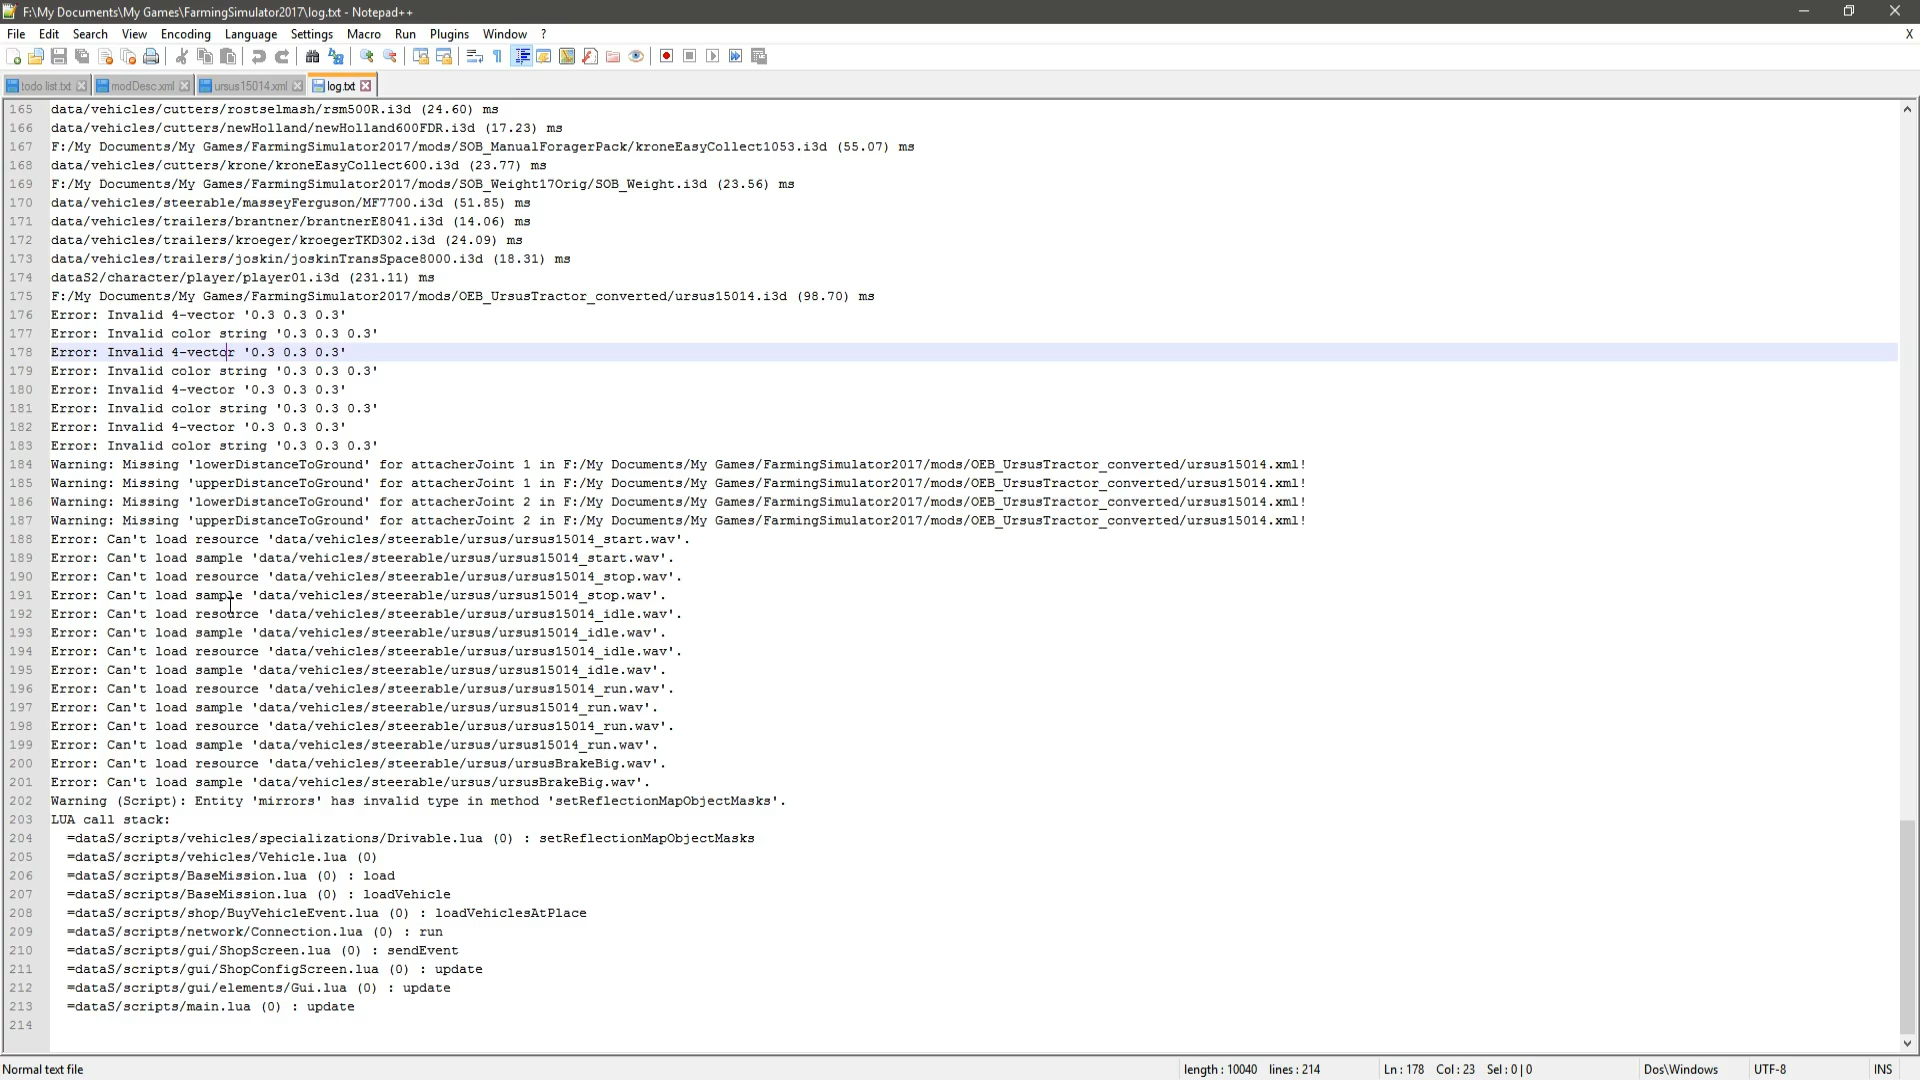 F:\My Documents\My Games\FarmingSimulator2017\log.txt - Notepad++
File Edit Search View Encoding Language Settings Macro Run Plugins Window ? X
todo list.txt modDesc.xml ursus15014.xml log.txt
165 data/vehicles/cutters/rostselmash/rsm500R.i3d (24.60) ms
166 data/vehicles/cutters/newHolland/newHolland600FDR.i3d (17.23) ms
167 F:/My Documents/My Games/FarmingSimulator2017/mods/SOB_ManualForagerPack/kroneEasyCollect1053.i3d (55.07) ms
168 data/vehicles/cutters/krone/kroneEasyCollect600.i3d (23.77) ms
169 F:/My Documents/My Games/FarmingSimulator2017/mods/SOB_Weight17Orig/SOB_Weight.i3d (23.56) ms
170 data/vehicles/steerable/masseyFerguson/MF7700.i3d (51.85) ms
171 data/vehicles/trailers/brantner/brantnerE8041.i3d (14.06) ms
172 data/vehicles/trailers/kroeger/kroegerTKD302.i3d (24.09) ms
173 data/vehicles/trailers/joskin/joskinTransSpace8000.i3d (18.31) ms
174 dataS2/character/player/player01.i3d (231.11) ms
175 F:/My Documents/My Games/FarmingSimulator2017/mods/OEB_UrsusTractor_converted/ursus15014.i3d (98.70) ms
176 Error: Invalid 4-vector '0.3 0.3 0.3'
177 Error: Invalid color string '0.3 0.3 0.3'
178 Error: Invalid 4-vector '0.3 0.3 0.3'
179 Error: Invalid color string '0.3 0.3 0.3'
180 Error: Invalid 4-vector '0.3 0.3 0.3'
181 Error: Invalid color string '0.3 0.3 0.3'
182 Error: Invalid 4-vector '0.3 0.3 0.3'
183 Error: Invalid color string '0.3 0.3 0.3'
184 Warning: Missing 'lowerDistanceToGround' for attacherJoint 1 in F:/My Documents/My Games/FarmingSimulator2017/mods/OEB_UrsusTractor_converted/ursus15014.xml!
185 Warning: Missing 'upperDistanceToGround' for attacherJoint 1 in F:/My Documents/My Games/FarmingSimulator2017/mods/OEB_UrsusTractor_converted/ursus15014.xml!
186 Warning: Missing 'lowerDistanceToGround' for attacherJoint 2 in F:/My Documents/My Games/FarmingSimulator2017/mods/OEB_UrsusTractor_converted/ursus15014.xml!
187 Warning: Missing 'upperDistanceToGround' for attacherJoint 2 in F:/My Documents/My Games/FarmingSimulator2017/mods/OEB_UrsusTractor_converted/ursus15014.xml!
188 Error: Can't load resource 'data/vehicles/steerable/ursus/ursus15014_start.wav'.
189 Error: Can't load sample 'data/vehicles/steerable/ursus/ursus15014_start.wav'.
190 Error: Can't load resource 'data/vehicles/steerable/ursus/ursus15014_stop.wav'.
191 Error: Can't load sample 'data/vehicles/steerable/ursus/ursus15014_stop.wav'.
192 Error: Can't load resource 'data/vehicles/steerable/ursus/ursus15014_idle.wav'.
193 Error: Can't load sample 'data/vehicles/steerable/ursus/ursus15014_idle.wav'.
194 Error: Can't load resource 'data/vehicles/steerable/ursus/ursus15014_idle.wav'.
195 Error: Can't load sample 'data/vehicles/steerable/ursus/ursus15014_idle.wav'.
196 Error: Can't load resource 'data/vehicles/steerable/ursus/ursus15014_run.wav'.
197 Error: Can't load sample 'data/vehicles/steerable/ursus/ursus15014_run.wav'.
198 Error: Can't load resource 'data/vehicles/steerable/ursus/ursus15014_run.wav'.
199 Error: Can't load sample 'data/vehicles/steerable/ursus/ursus15014_run.wav'.
200 Error: Can't load resource 'data/vehicles/steerable/ursus/ursusBrakeBig.wav'.
201 Error: Can't load sample 'data/vehicles/steerable/ursus/ursusBrakeBig.wav'.
202 Warning (Script): Entity 'mirrors' has invalid type in method 'setReflectionMapObjectMasks'.
203 LUA call stack:
204 =dataS/scripts/vehicles/specializations/Drivable.lua (0) : setReflectionMapObjectMasks
205 =dataS/scripts/vehicles/Vehicle.lua (0)
206 =dataS/scripts/BaseMission.lua (0) : load
207 =dataS/scripts/BaseMission.lua (0) : loadVehicle
208 =dataS/scripts/shop/BuyVehicleEvent.lua (0) : loadVehiclesAtPlace
209 =dataS/scripts/network/Connection.lua (0) : run
210 =dataS/scripts/gui/ShopScreen.lua (0) : sendEvent
211 =dataS/scripts/gui/ShopConfigScreen.lua (0) : update
212 =dataS/scripts/gui/elements/Gui.lua (0) : update
213 =dataS/scripts/main.lua (0) : update
214
Normal text file length : 10040 lines : 214 Ln : 178 Col : 23 Sel : 0 | 0 Dos\Windows UTF-8 INS